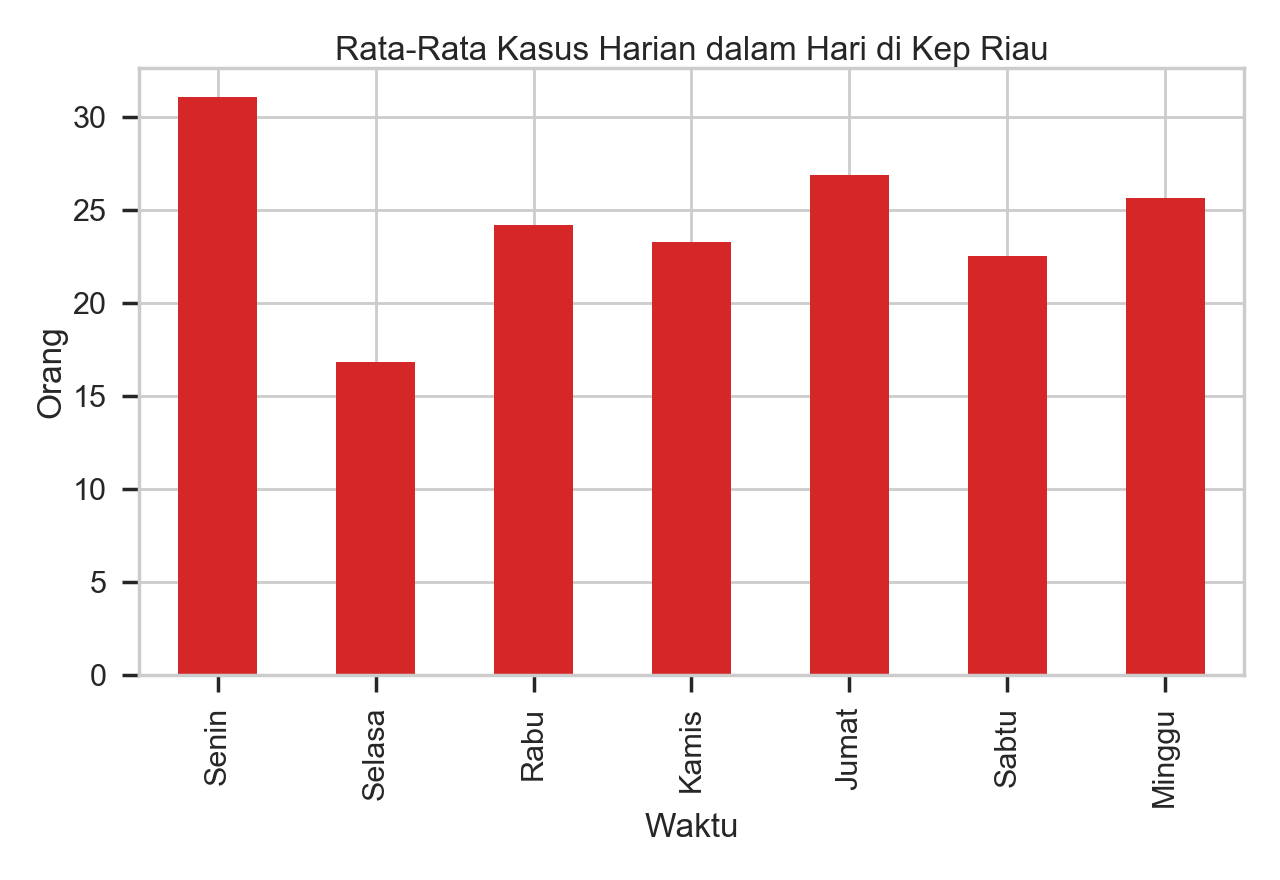 Rata-Rata Kasus Harian dalam Hari di Kep Riau
30
25
20
15
10
5
0
Orang
Senin
Selasa
Rabu
Kamis
Jumat
Sabtu
Minggu
Waktu